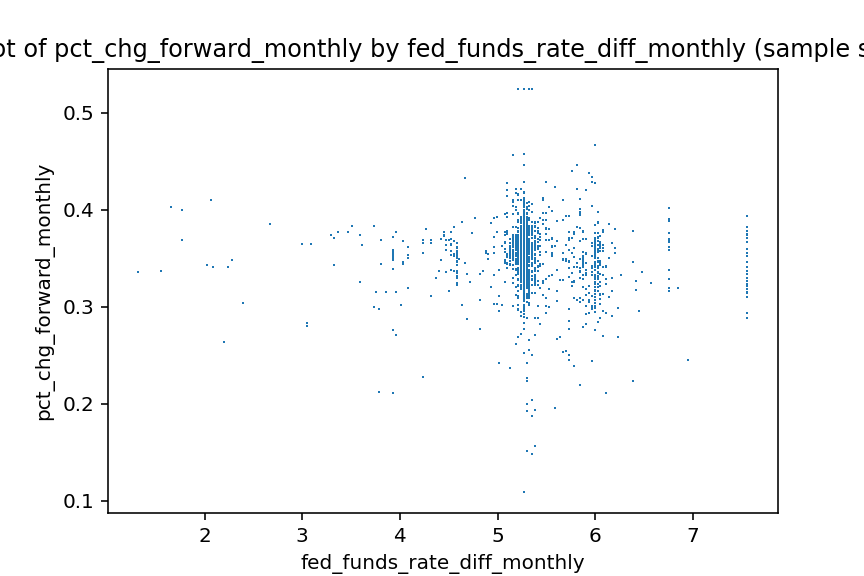 ot of pct_chg_forward_monthly by fed_funds_rate_diff_monthly (sample s
0.5
0.4
0.3
0.2
0.1
pct_chg_forward_monthly
2 3 4 5 6 7
fed_funds_rate_diff_monthly